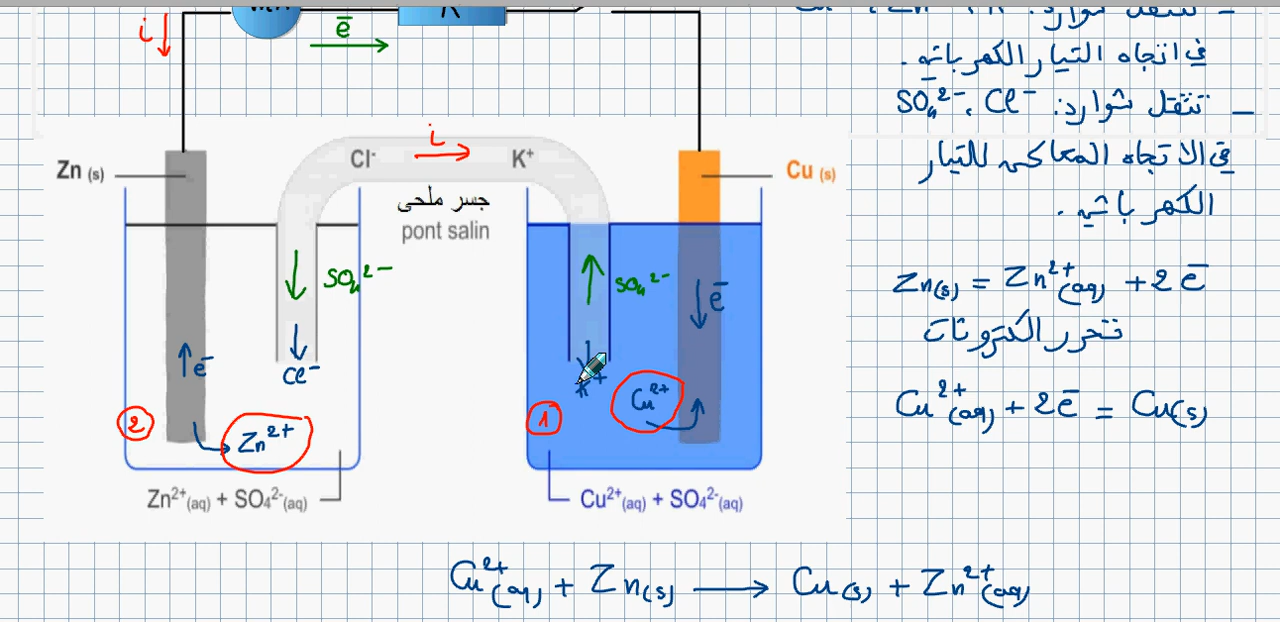 i
e⁻
في اتجاه التيار الكهربائي.
– تنتقل شوارد: Cl⁻ ، SO₄²⁻
في الاتجاه المعاكس للتيار
الكهربائي.
Zn (s)
Cl⁻
i
K⁺
Cu (s)
جسر ملحي
pont salin
SO₄²⁻
SO₄²⁻
e⁻
Zn(s) = Zn²⁺(aq) + 2e⁻
تتحرر الكترونات
e⁻
Cl⁻
Cu²⁺
Cu²⁺(aq) + 2e⁻ = Cu(s)
2
Zn²⁺
1
Zn²⁺(aq) + SO₄²⁻(aq)
Cu²⁺(aq) + SO₄²⁻(aq)
Cu²⁺(aq) + Zn(s) ⟶ Cu(s) + Zn²⁺(aq)